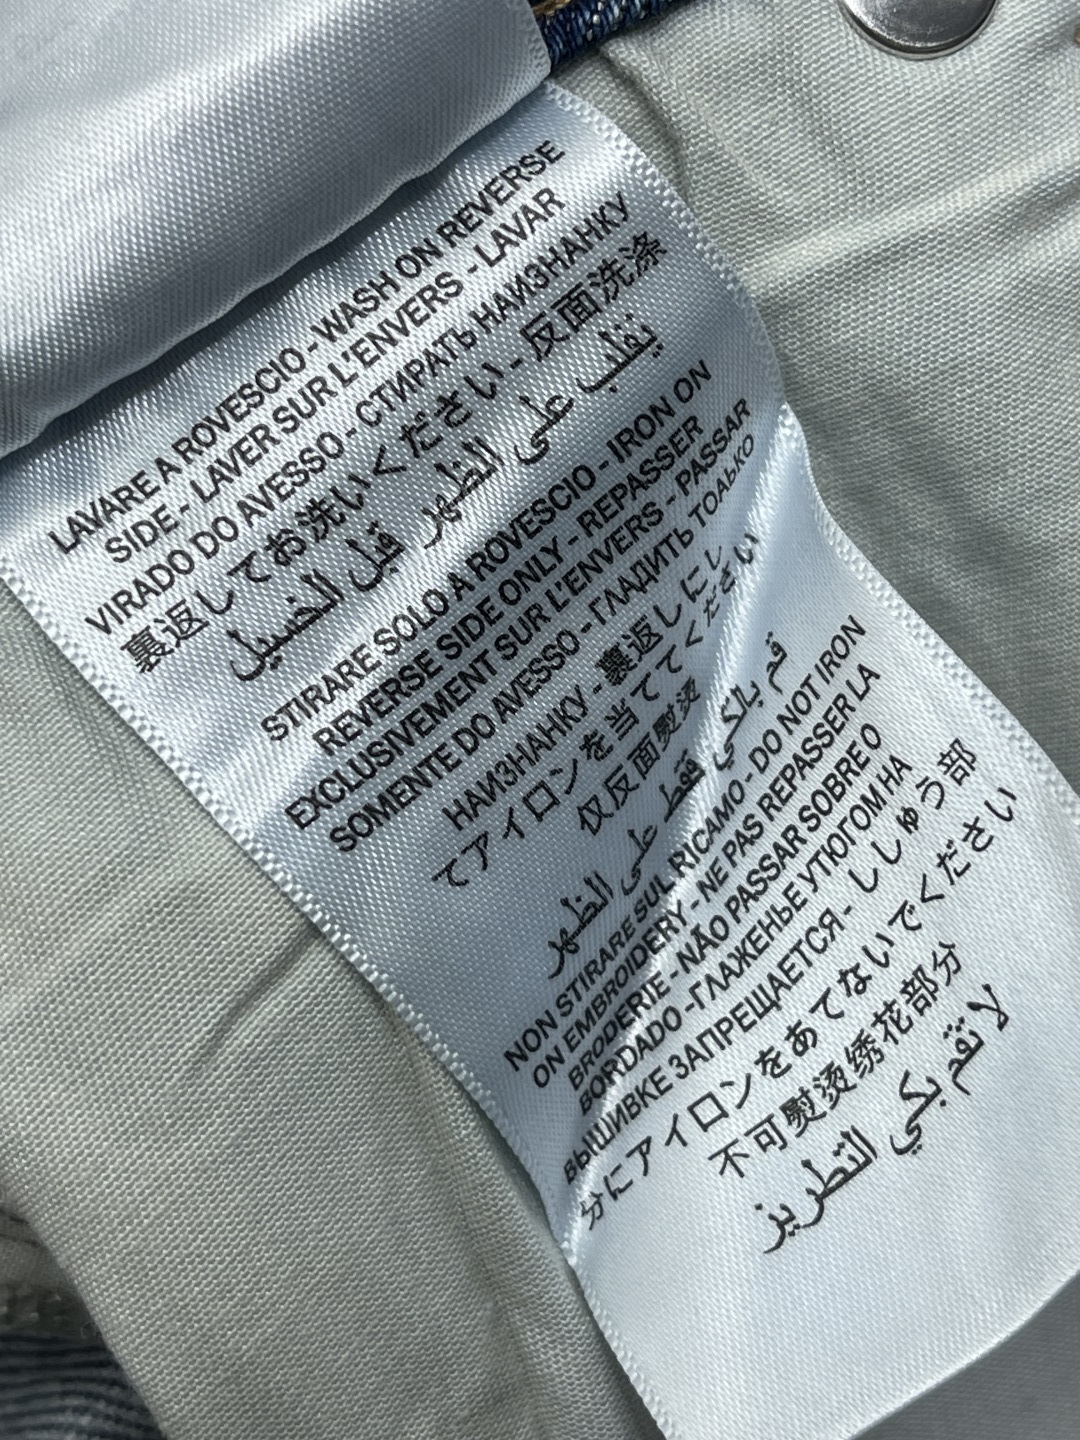 LAVARE A ROVESCIO - WASH ON REVERSE
SIDE - LAVER SUR L'ENVERS - LAVAR
VIRADO DO AVESSO - СТИРАТЬ НАИЗНАНКУ
裏返してお洗いください - 反面洗涤
يقلب على الظهر قبل الغسيل
STIRARE SOLO A ROVESCIO - IRON ON
REVERSE SIDE ONLY - REPASSER
EXCLUSIVEMENT SUR L'ENVERS - PASSAR
SOMENTE DO AVESSO - ГЛАДИТЬ ТОАЬКО
НАИЗНАНКУ - 裏返しにし
てアイロンを当ててください
仅反面熨烫
قم بالكي فقط على الظهر
NON STIRARE SUL RICAMO - DO NOT IRON
ON EMBROIDERY - NE PAS REPASSER LA
BRODERIE - NÃO PASSAR SOBRE O
BORDADO -ГЛАЖЕНЬЕ УТЮГОМ НА
ВЫШИВКЕ ЗАПРЕЩАЕТСЯ - ししゅう部
分にアイロンをあてないでください
不可熨烫绣花部分
لا تقم بكي التطريز